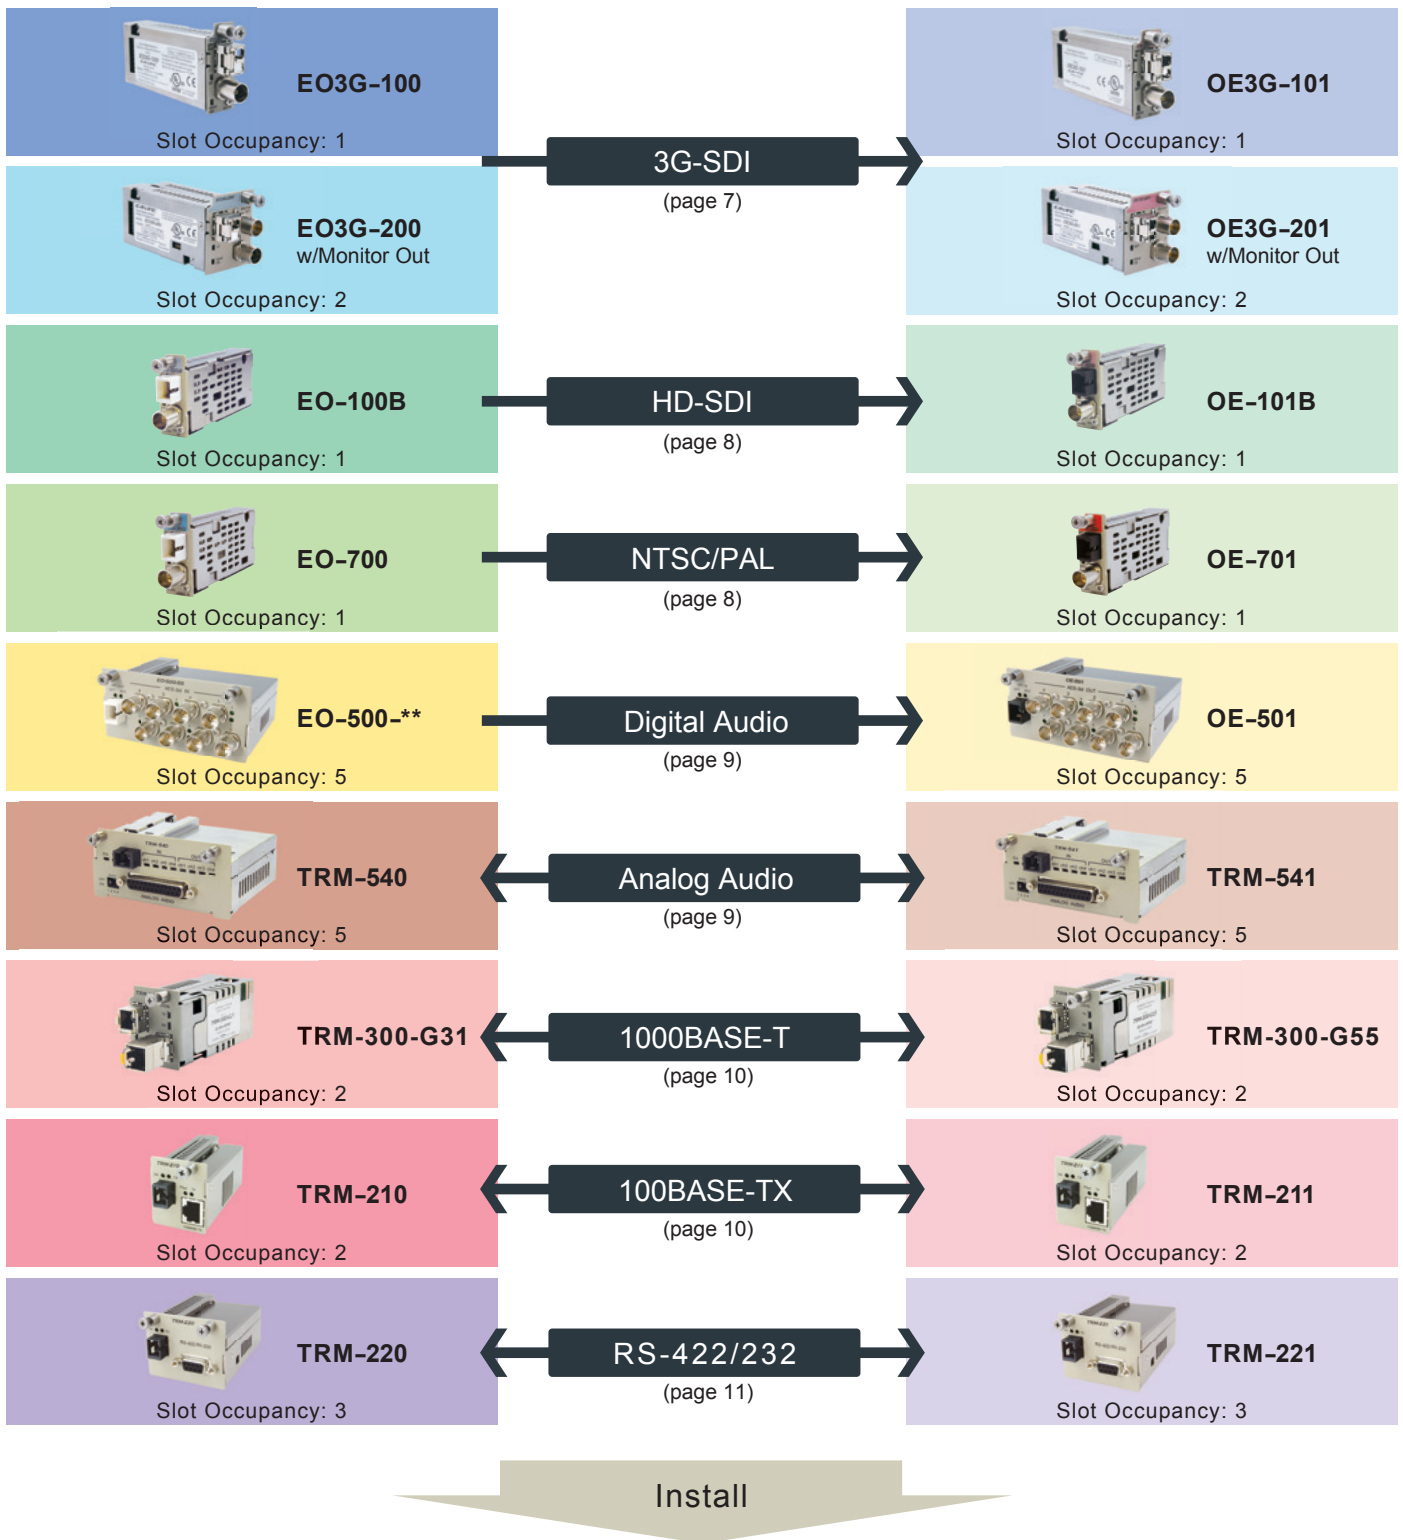 EO3G-100
Slot Occupancy: 1
3G-SDI
(page 7)
OE3G-101
Slot Occupancy: 1
EO3G-200
w/Monitor Out
Slot Occupancy: 2
OE3G-201
w/Monitor Out
Slot Occupancy: 2
EO-100B
Slot Occupancy: 1
HD-SDI
(page 8)
OE-101B
Slot Occupancy: 1
EO-700
Slot Occupancy: 1
NTSC/PAL
(page 8)
OE-701
Slot Occupancy: 1
EO-500-**
Slot Occupancy: 5
Digital Audio
(page 9)
OE-501
Slot Occupancy: 5
TRM-540
Slot Occupancy: 5
Analog Audio
(page 9)
TRM-541
Slot Occupancy: 5
TRM-300-G31
Slot Occupancy: 2
1000BASE-T
(page 10)
TRM-300-G55
Slot Occupancy: 2
TRM-210
Slot Occupancy: 2
100BASE-TX
(page 10)
TRM-211
Slot Occupancy: 2
TRM-220
Slot Occupancy: 3
RS-422/232
(page 11)
TRM-221
Slot Occupancy: 3
Install